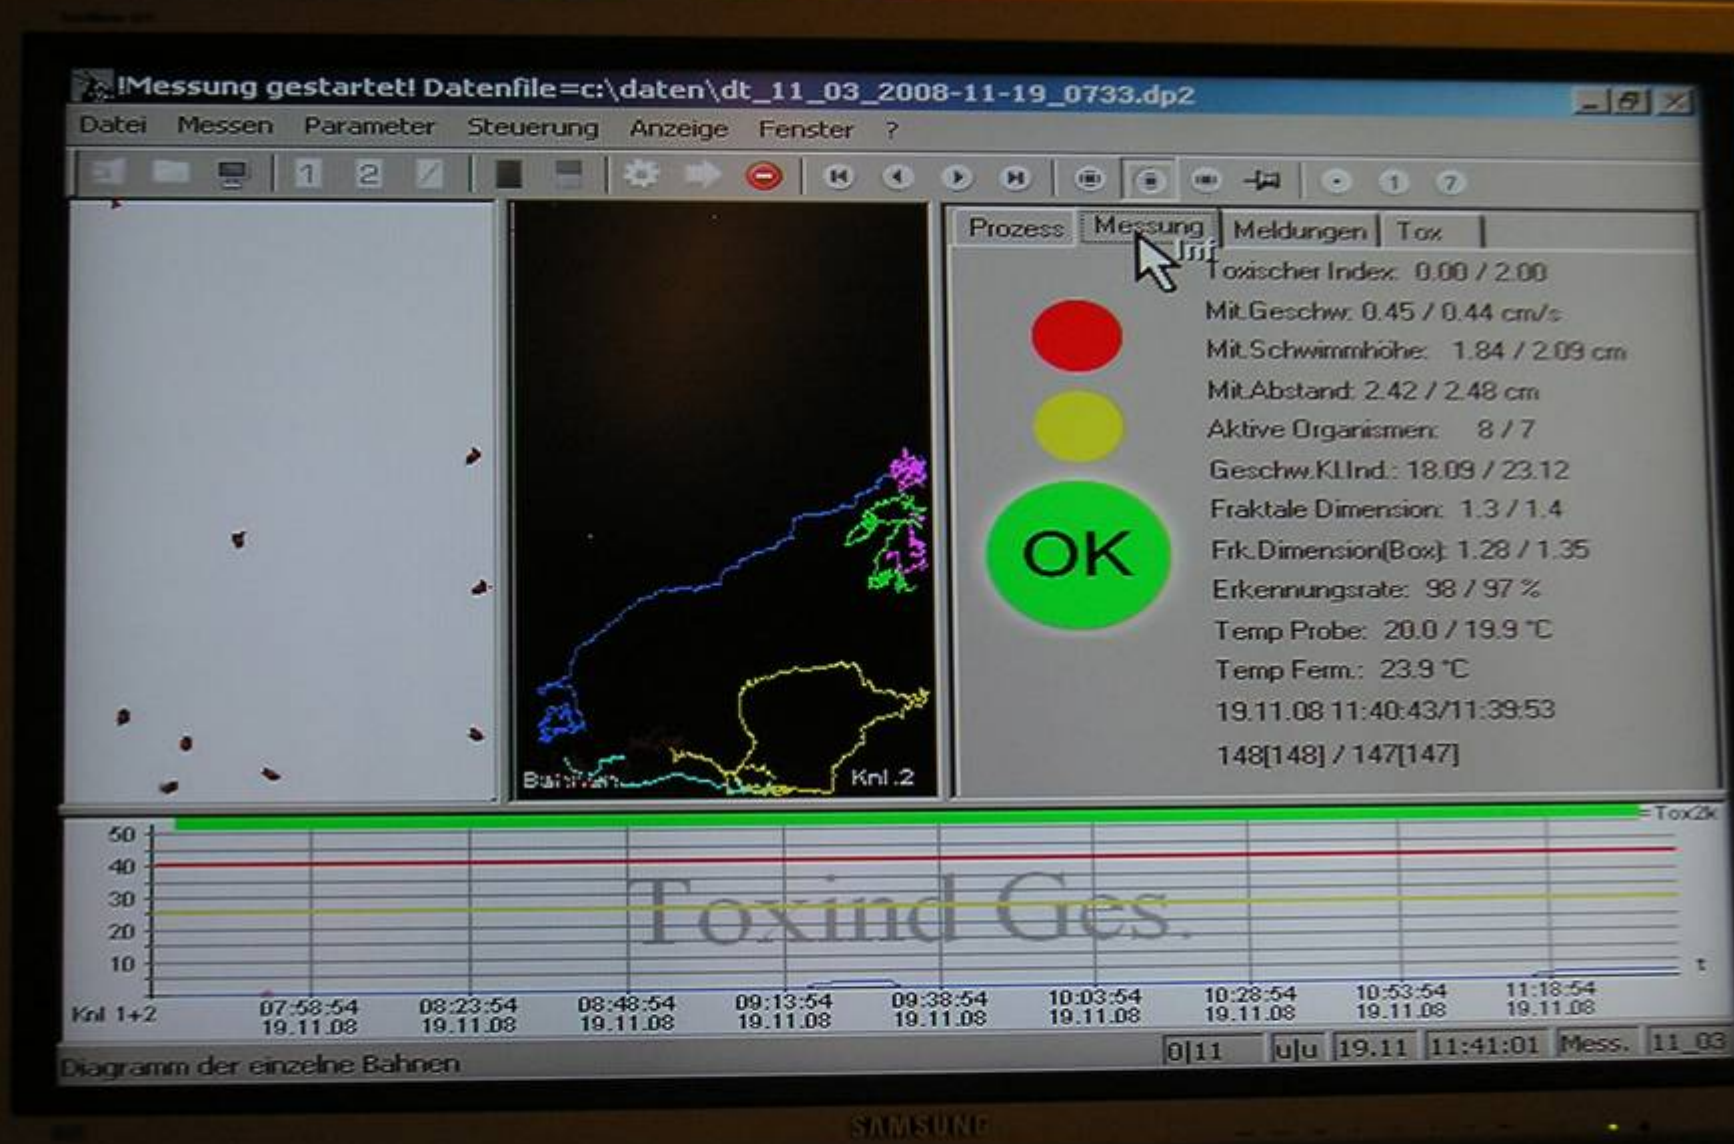 !Messung gestartet! Datenfile=c:\daten\dt_11_03_2008-11-19_0733.dp2
Datei Messen Parameter Steuerung Anzeige Fenster ?
1 2 1 7
Prozess Messung Meldungen Tox
Inf
Toxischer Index: 0.00 / 2.00
Mit.Geschw: 0.45 / 0.44 cm/s
Mit.Schwimmhöhe: 1.84 / 2.09 cm
Mit.Abstand: 2.42 / 2.48 cm
Aktive Organismen: 8 / 7
Geschw.Kl.Ind.: 18.09 / 23.12
OK
Fraktale Dimension: 1.3 / 1.4
Frk.Dimension(Box): 1.28 / 1.35
Erkennungsrate: 98 / 97 %
Temp Probe: 20.0 / 19.9 °C
Temp Ferm.: 23.9 °C
19.11.08 11:40:43/11:39:53
148[148] / 147[147]
Knl.2
=Tox2k
50
40
30
20
10
Toxind Ges.
t
Knl 1+2
07:58:54 08:23:54 08:48:54 09:13:54 09:38:54 10:03:54 10:28:54 10:53:54 11:18:54
19.11.08 19.11.08 19.11.08 19.11.08 19.11.08 19.11.08 19.11.08 19.11.08 19.11.08
Diagramm der einzelne Bahnen
0|11 u|u 19.11 11:41:01 Mess. 11_03
SAMSUNG